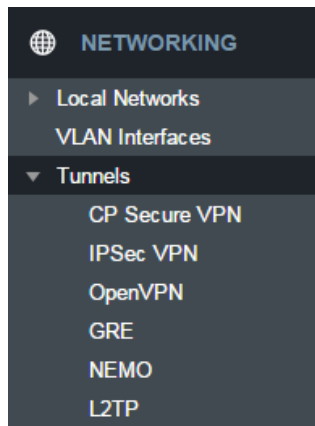 NETWORKING
Local Networks
VLAN Interfaces
Tunnels
CP Secure VPN
IPSec VPN
OpenVPN
GRE
NEMO
L2TP